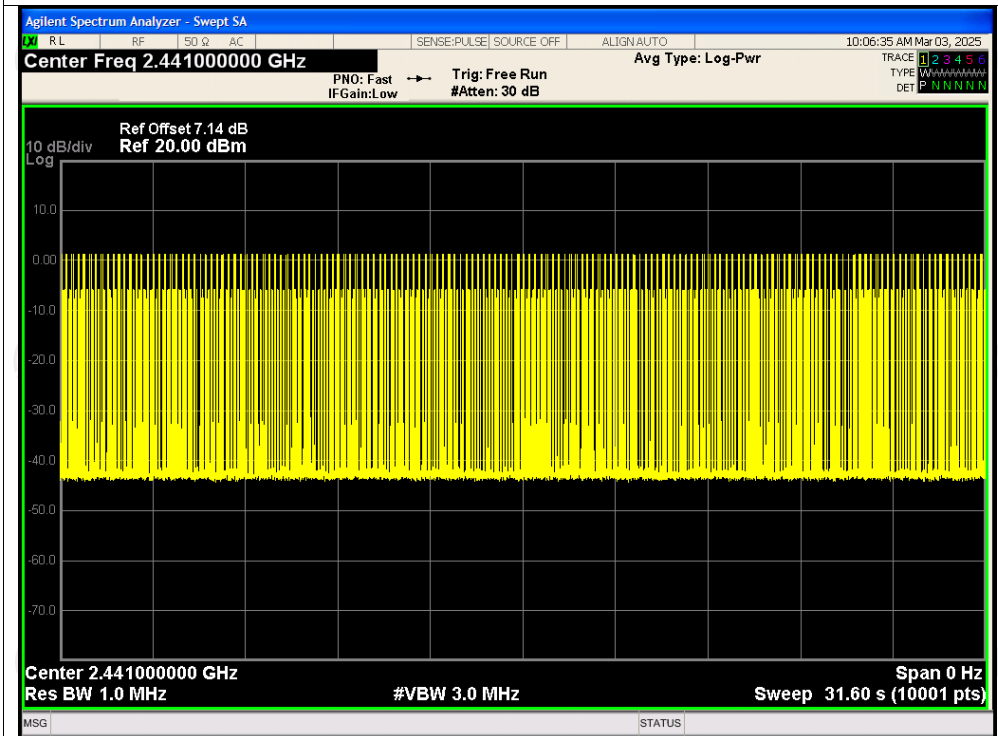 Agilent Spectrum Analyzer - Swept SA
LXI RL RF 50 Ω AC SENSE:PULSE SOURCE OFF ALIGN AUTO 10:06:35 AM Mar 03, 2025
Center Freq 2.441000000 GHz
Avg Type: Log-Pwr
TRACE 1 2 3 4 5 6
TYPE
DET P N N N N N
PNO: Fast
IFGain:Low
Trig: Free Run
#Atten: 30 dB
Ref Offset 7.14 dB
10 dB/div Ref 20.00 dBm
Log
10.0
0.00
-10.0
-20.0
-30.0
-40.0
-50.0
-60.0
-70.0
Center 2.441000000 GHz Span 0 Hz
Res BW 1.0 MHz #VBW 3.0 MHz Sweep 31.60 s (10001 pts)
MSG STATUS